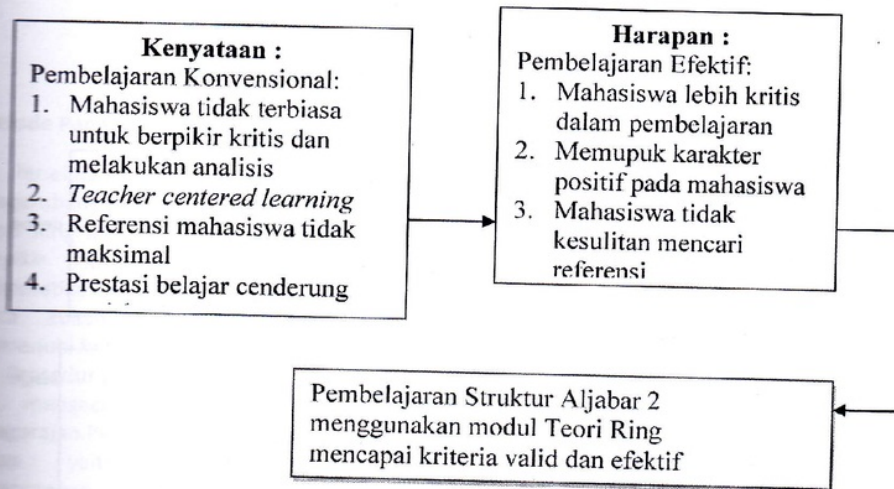 Kenyataan :
Pembelajaran Konvensional:
1. Mahasiswa tidak terbiasa
untuk berpikir kritis dan
melakukan analisis
2. Teacher centered learning
3. Referensi mahasiswa tidak
maksimal
4. Prestasi belajar cenderung
Harapan :
Pembelajaran Efektif:
1. Mahasiswa lebih kritis
dalam pembelajaran
2. Memupuk karakter
positif pada mahasiswa
3. Mahasiswa tidak
kesulitan mencari
referensi
Pembelajaran Struktur Aljabar 2
menggunakan modul Teori Ring
mencapai kriteria valid dan efektif